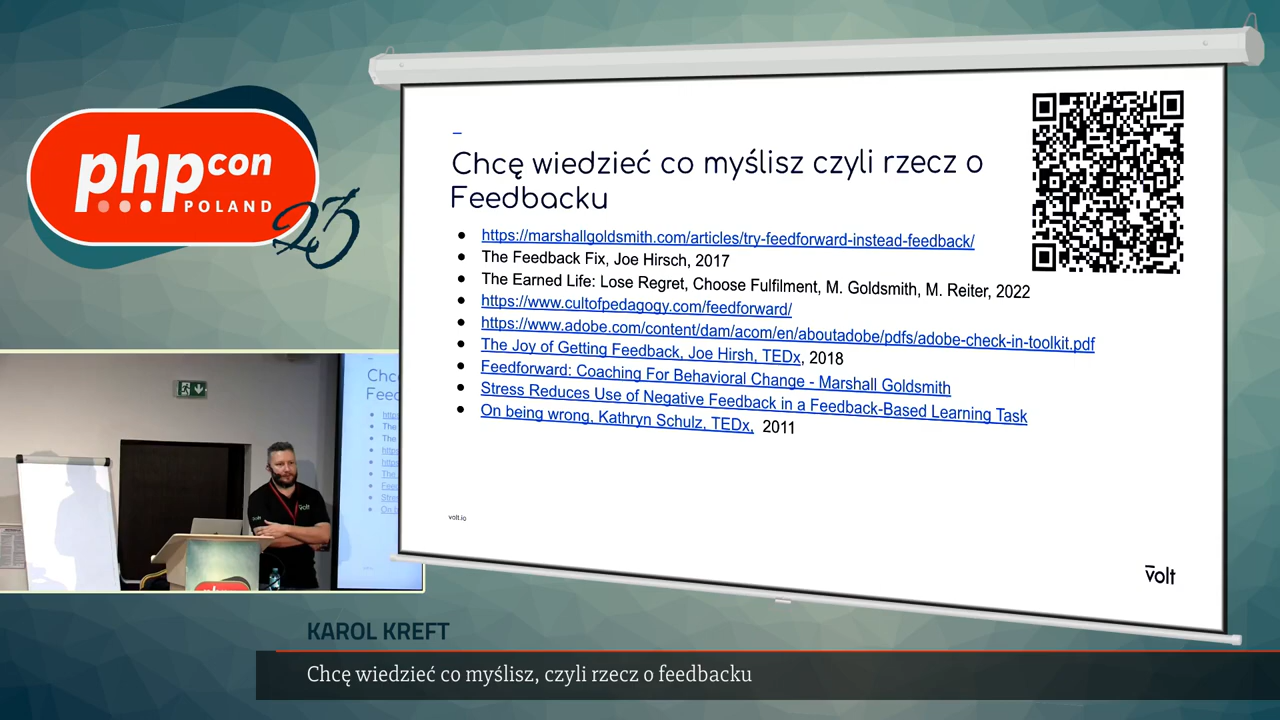 phpcon
POLAND
23
Chcę wiedzieć co myślisz czyli rzecz o
Feedbacku
https://marshallgoldsmith.com/articles/try-feedforward-instead-feedback/
The Feedback Fix, Joe Hirsch, 2017
The Earned Life: Lose Regret, Choose Fulfilment, M. Goldsmith, M. Reiter, 2022
https://www.cultofpedagogy.com/feedforward/
https://www.adobe.com/content/dam/acom/en/aboutadobe/pdfs/adobe-check-in-toolkit.pdf
The Joy of Getting Feedback, Joe Hirsh, TEDx, 2018
Feedforward: Coaching For Behavioral Change - Marshall Goldsmith
Stress Reduces Use of Negative Feedback in a Feedback-Based Learning Task
On being wrong, Kathryn Schulz, TEDx, 2011
volt.io
volt
KAROL KREFT
Chcę wiedzieć co myślisz, czyli rzecz o feedbacku